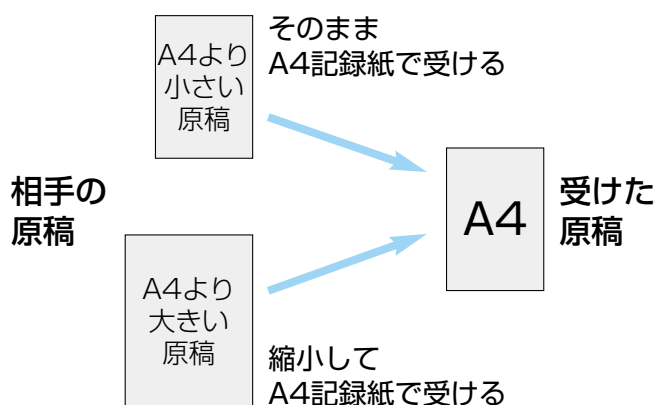 A4より
小さい
原稿
そのまま
A4記録紙で受ける
相手の
原稿
A4
受けた
原稿
A4より
大きい
原稿
縮小して
A4記録紙で受ける